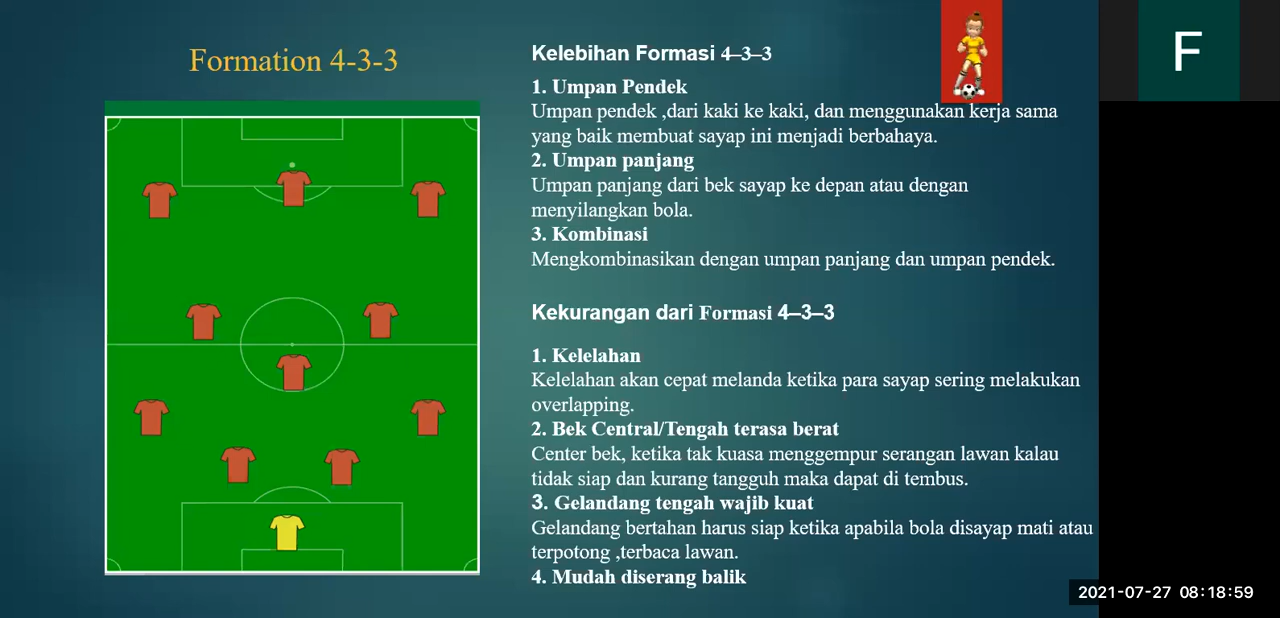 Formation 4-3-3
Kelebihan Formasi 4–3–3
1. Umpan Pendek
Umpan pendek ,dari kaki ke kaki, dan menggunakan kerja sama
yang baik membuat sayap ini menjadi berbahaya.
2. Umpan panjang
Umpan panjang dari bek sayap ke depan atau dengan
menyilangkan bola.
3. Kombinasi
Mengkombinasikan dengan umpan panjang dan umpan pendek.
Kekurangan dari Formasi 4–3–3
1. Kelelahan
Kelelahan akan cepat melanda ketika para sayap sering melakukan
overlapping.
2. Bek Central/Tengah terasa berat
Center bek, ketika tak kuasa menggempur serangan lawan kalau
tidak siap dan kurang tangguh maka dapat di tembus.
3. Gelandang tengah wajib kuat
Gelandang bertahan harus siap ketika apabila bola disayap mati atau
terpotong ,terbaca lawan.
4. Mudah diserang balik
F
2021-07-27 08:18:59